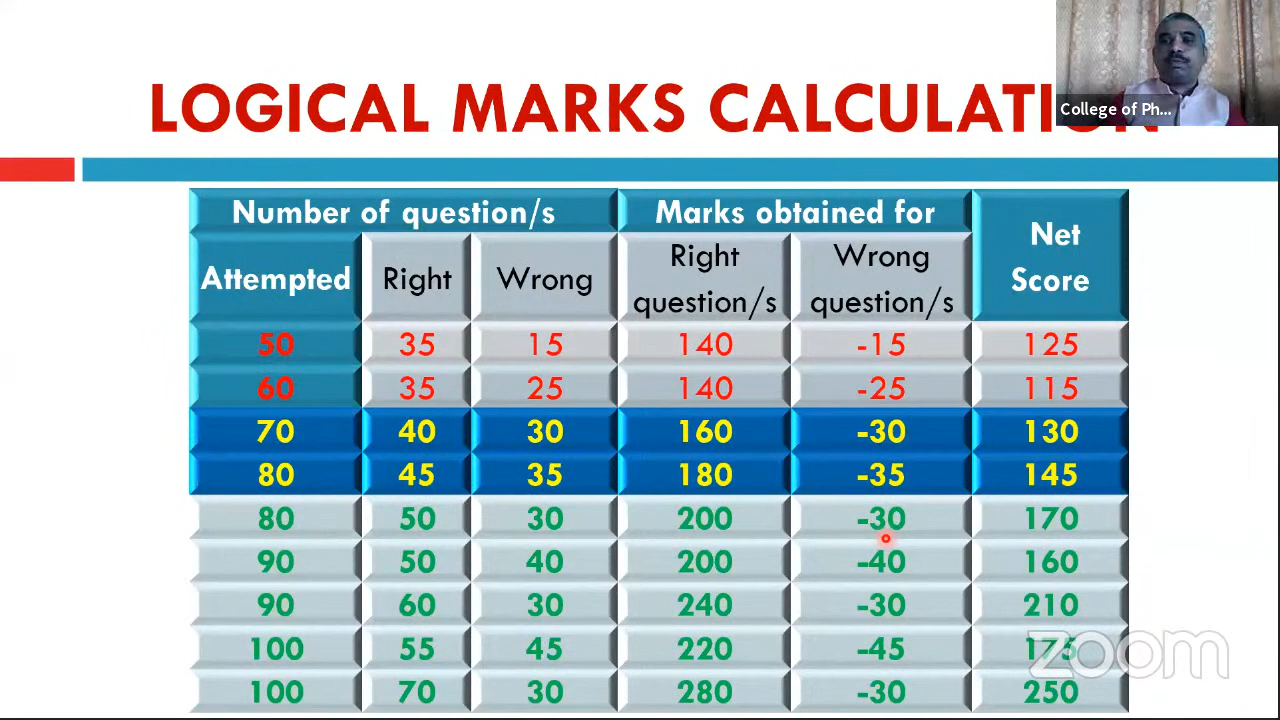 LOGICAL MARKS CALCULATION
College of Ph...
Number of question/s Marks obtained for Net Score
Attempted Right Wrong Right question/s Wrong question/s
50 35 15 140 -15 125
60 35 25 140 -25 115
70 40 30 160 -30 130
80 45 35 180 -35 145
80 50 30 200 -30 170
90 50 40 200 -40 160
90 60 30 240 -30 210
100 55 45 220 -45 175
100 70 30 280 -30 250
zoom